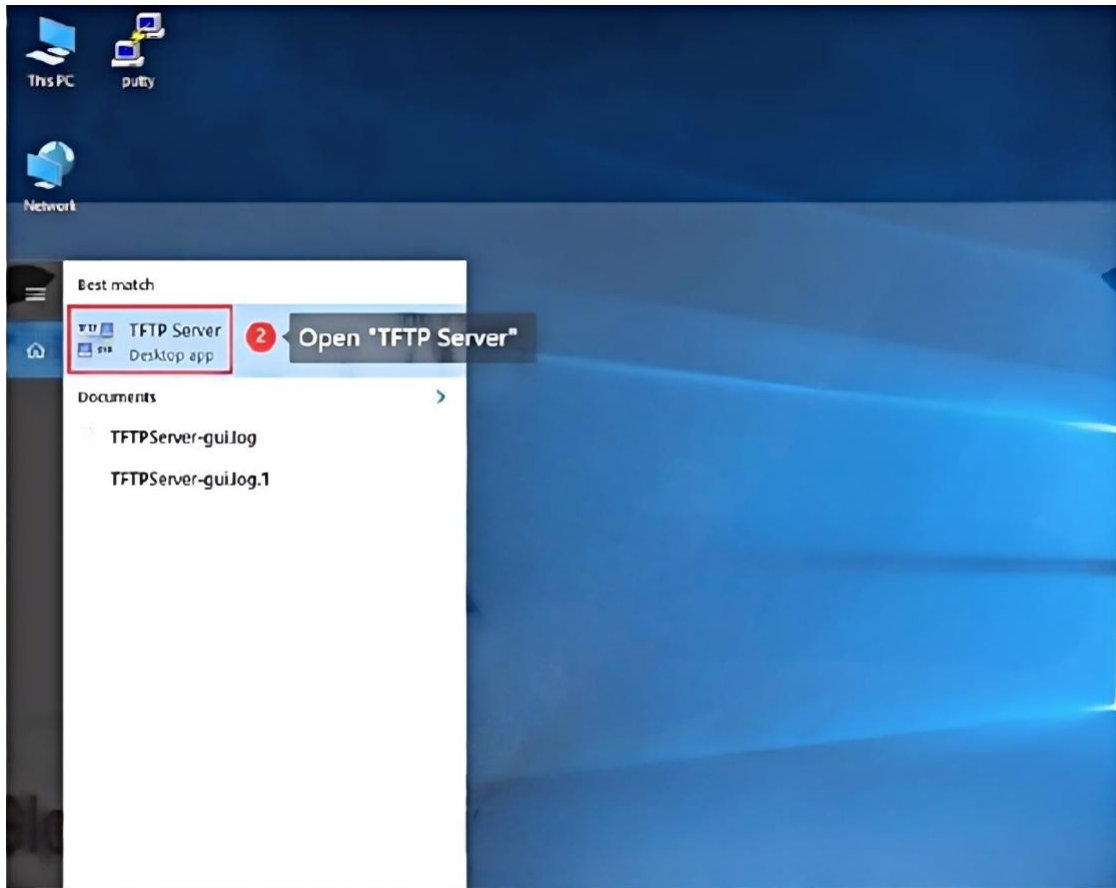 This PC
putty
Network
Best match
TFTP Server
Desktop app
2
Open "TFTP Server"
Documents
TFTPServer-gui.log
TFTPServer-gui.log.1